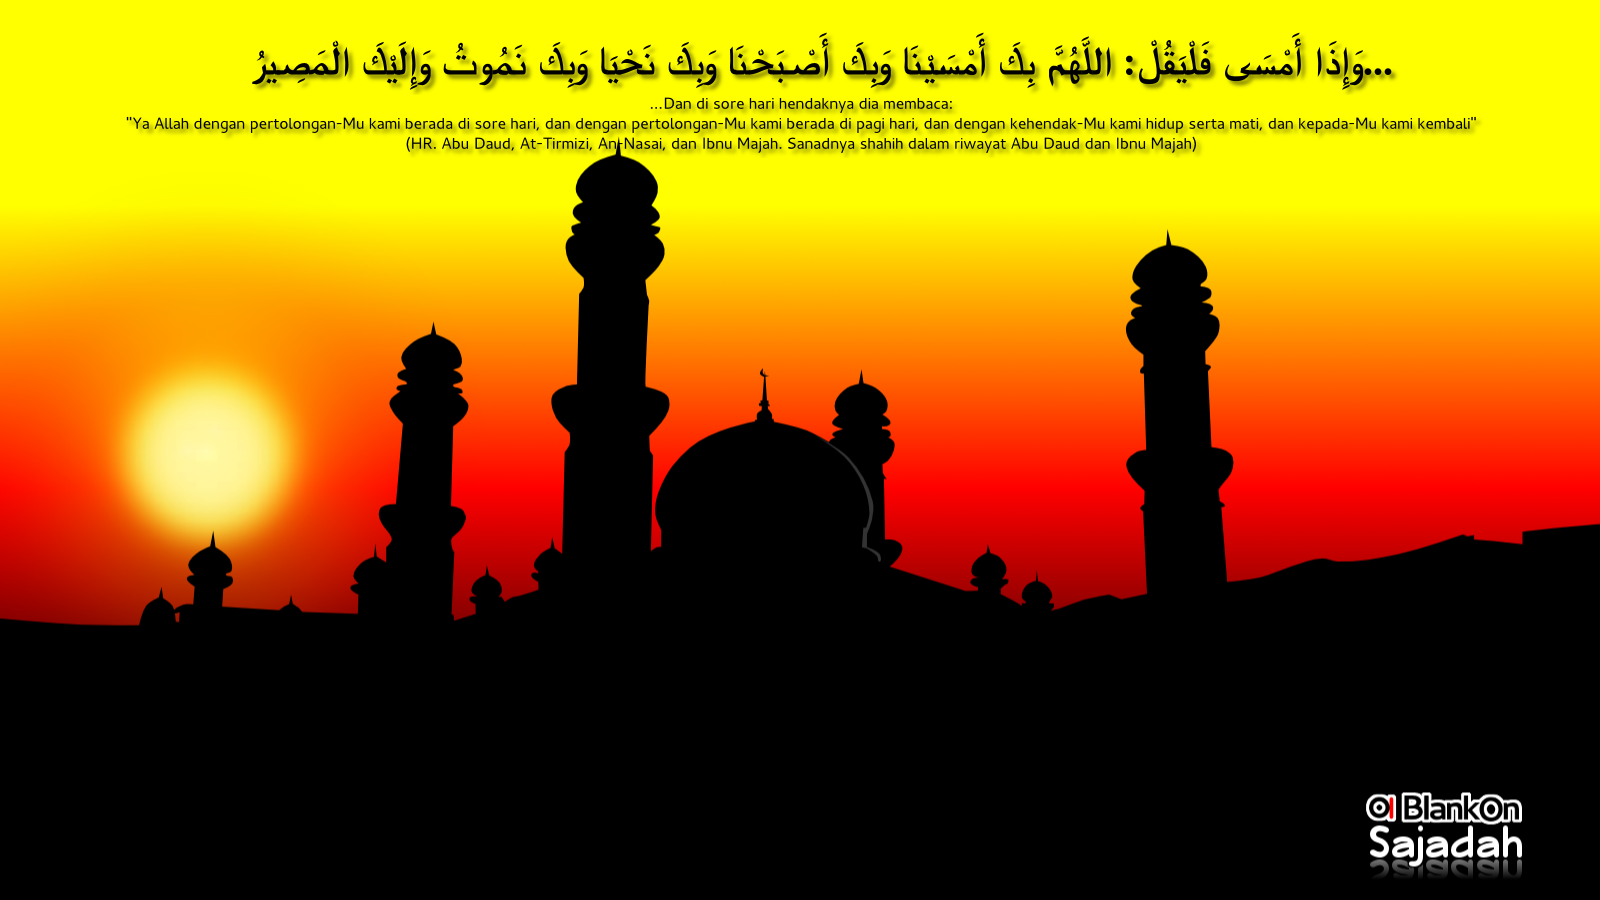 ...وَإِذَا أَمْسَى فَلْيَقُلْ: اللَّهُمَّ بِكَ أَمْسَيْنَا وَبِكَ أَصْبَحْنَا وَبِكَ نَحْيَا وَبِكَ نَمُوتُ وَإِلَيْكَ الْمَصِيرُ
...Dan di sore hari hendaknya dia membaca:
"Ya Allah dengan pertolongan-Mu kami berada di sore hari, dan dengan pertolongan-Mu kami berada di pagi hari, dan dengan kehendak-Mu kami hidup serta mati, dan kepada-Mu kami kembali"
(HR. Abu Daud, At-Tirmizi, An-Nasai, dan Ibnu Majah. Sanadnya shahih dalam riwayat Abu Daud dan Ibnu Majah)
BlankOn
Sajadah